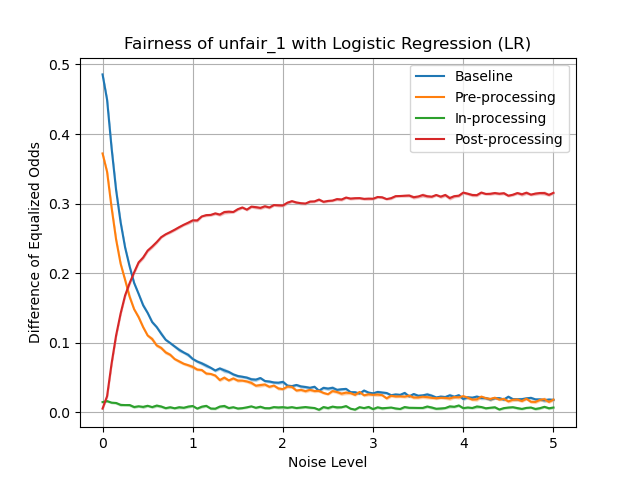 Fairness of unfair_1 with Logistic Regression (LR)
Difference of Equalized Odds
0.5
0.4
0.3
0.2
0.1
0.0
Baseline
Pre-processing
In-processing
Post-processing
0 1 2 3 4 5
Noise Level